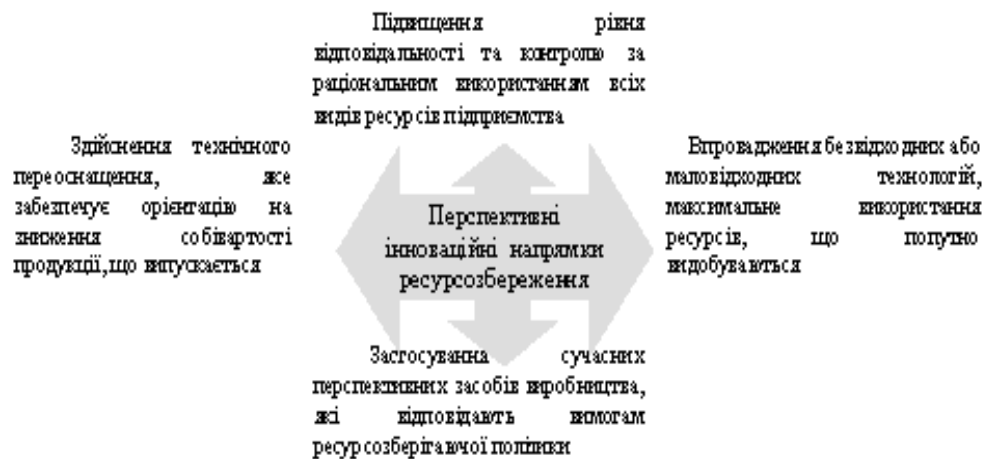 Підвищення рівня
відповідальності та контролю за
раціональним використанням всіх
видів ресурсів підприємства
Здійснення технічного
переоснащення, яке
забезпечує орієнтацію на
зниження собівартості
продукції, що випускається
Перспективні
інноваційні напрямки
ресурсозбереження
Впровадження безвідходних або
маловідходних технологій,
максимальне використання
ресурсів, що попутно
видобуваються
Застосування сучасних
перспективних засобів виробництва,
які відповідають вимогам
ресурсозберігаючої політики